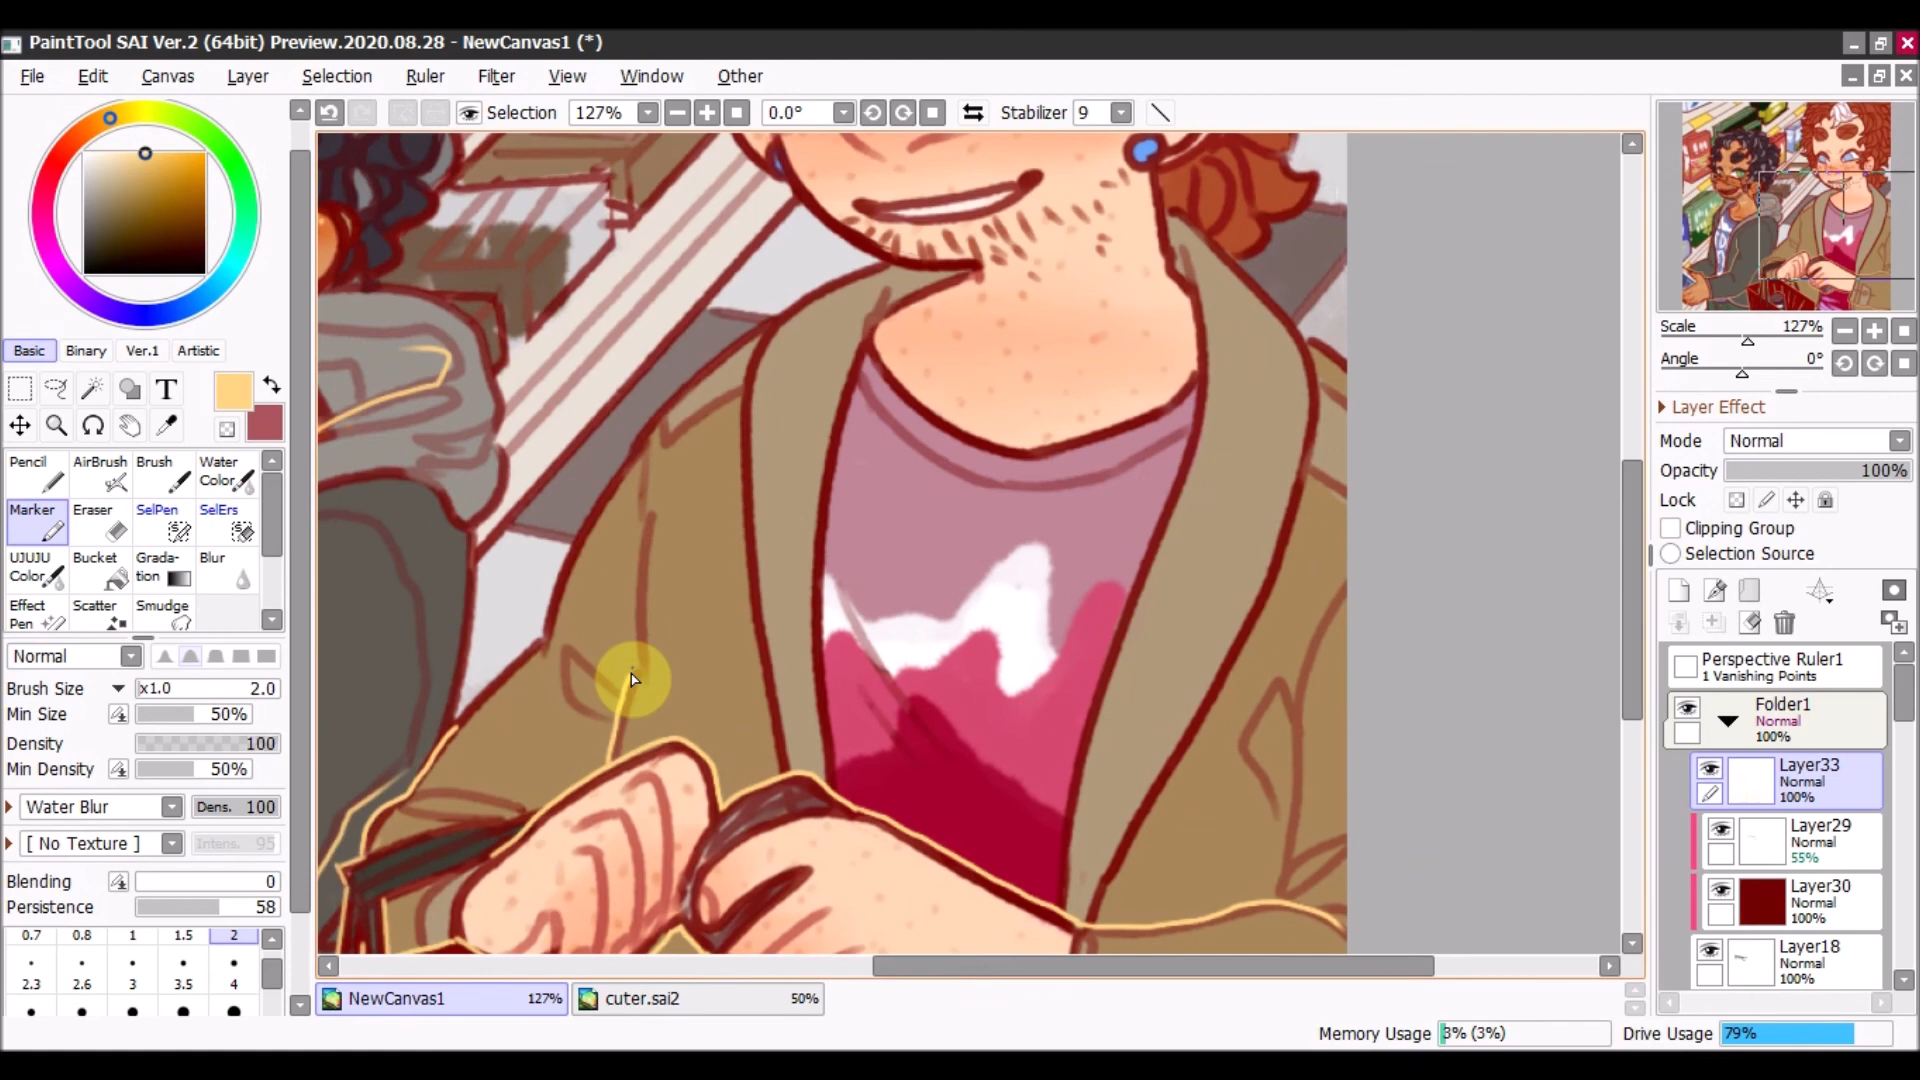 PaintTool SAI Ver.2 (64bit) Preview.2020.08.28 - NewCanvas1 (*)
File Edit Canvas Layer Selection Ruler Filter View Window Other
Selection 127% 0.0° Stabilizer 9
Basic Binary Ver.1 Artistic
T
Pencil AirBrush Brush Water Color
Marker Eraser SelPen SelErs
UJUJU Color Bucket Grada-tion Blur
Effect Pen Scatter Smudge
Normal
Brush Size x1.0 2.0
Min Size 50%
Density 100
Min Density 50%
Water Blur Dens. 100
[ No Texture ] Intens. 95
Blending 0
Persistence 58
0.7 0.8 1 1.5 2
2.3 2.6 3 3.5 4
NewCanvas1 127% cuter.sai2 50%
Scale 127%
Angle 0°
Layer Effect
Mode Normal
Opacity 100%
Lock
Clipping Group
Selection Source
Perspective Ruler1
1 Vanishing Points
Folder1
Normal
100%
Layer33
Normal
100%
Layer29
Normal
55%
Layer30
Normal
100%
Layer18
Normal
100%
Memory Usage 3% (3%) Drive Usage 79%